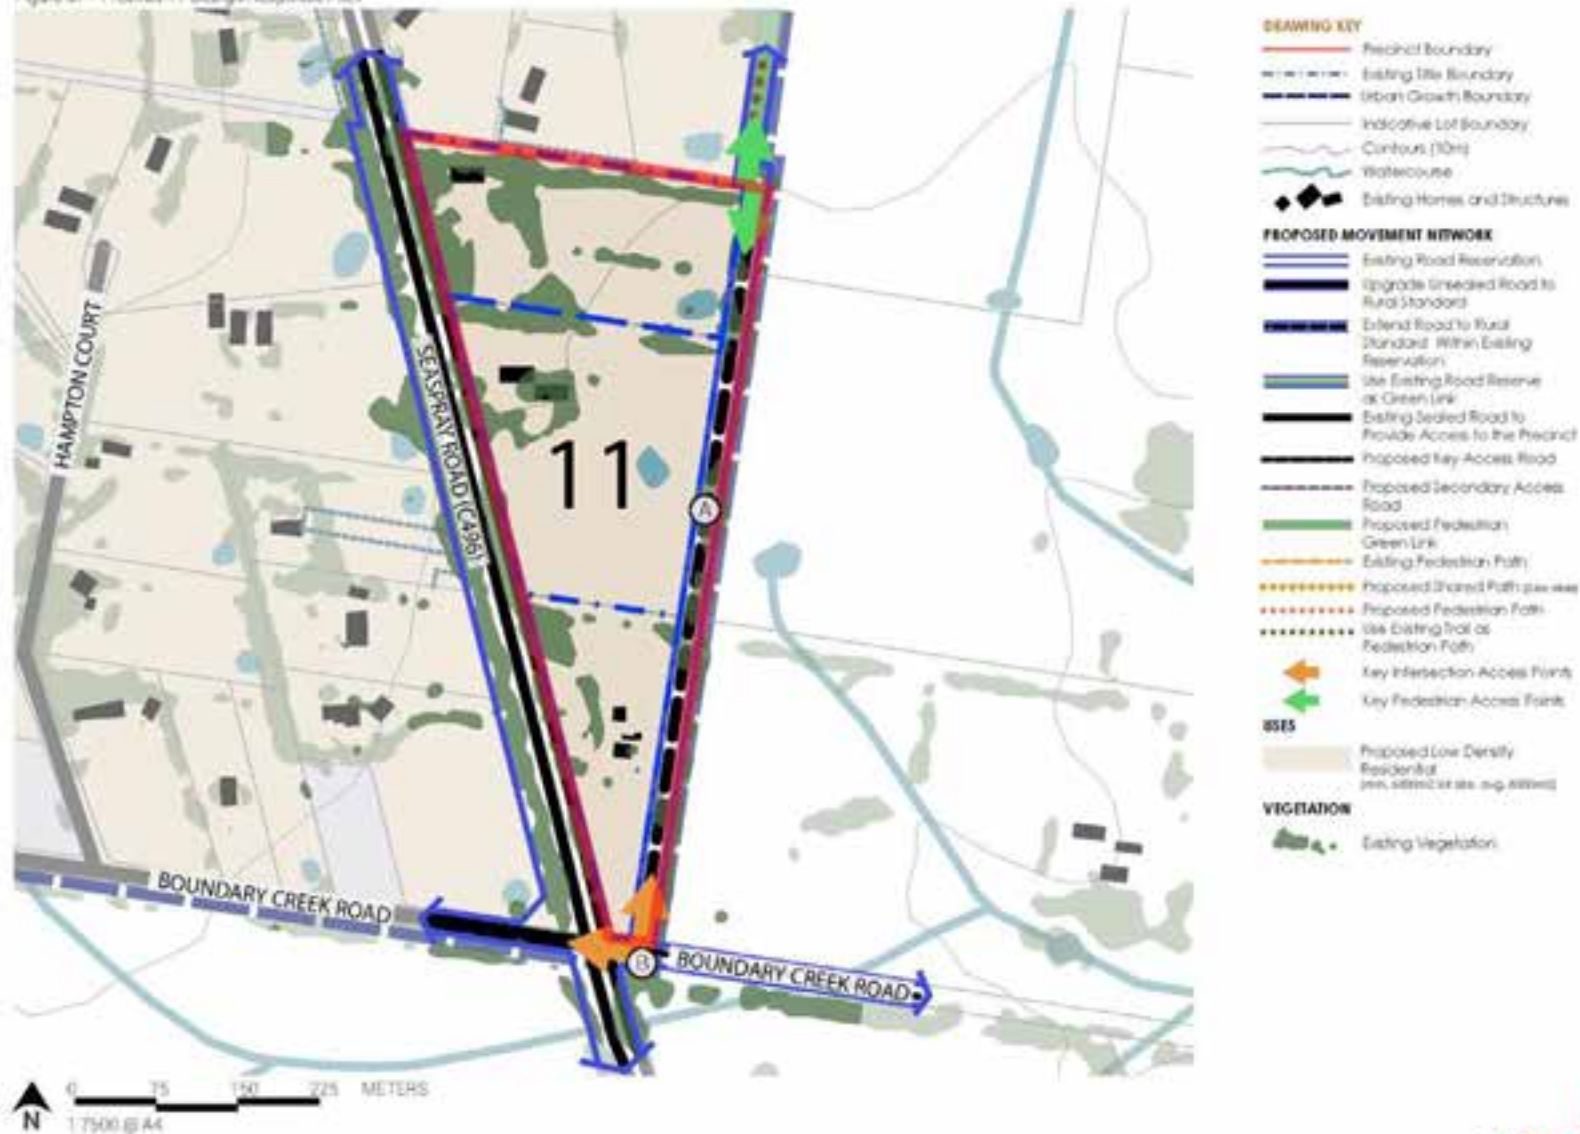 HAMPTON COURT
SEASPRAY ROAD (C496)
11
A
B
BOUNDARY CREEK ROAD
BOUNDARY CREEK ROAD
N
0 75 150 225 METERS
1:7500 @ A4
DRAWING KEY
Precinct Boundary
Existing Title Boundary
Urban Growth Boundary
Indicative Lot Boundary
Contours (10m)
Watercourse
Existing Homes and Structures
PROPOSED MOVEMENT NETWORK
Existing Road Reservation
Upgrade Unsealed Road to
Rural Standard
Extend Road to Rural
Standard Within Existing
Reservation
Use Existing Road Reserve
as Green Link
Existing Sealed Road to
Provide Access to the Precinct
Proposed Key Access Road
Proposed Secondary Access
Road
Proposed Pedestrian
Green Link
Existing Pedestrian Path
Proposed Shared Path
Proposed Pedestrian Path
Use Existing Trail as
Pedestrian Path
Key Intersection Access Points
Key Pedestrian Access Points
USES
Proposed Low Density
Residential
VEGETATION
Existing Vegetation